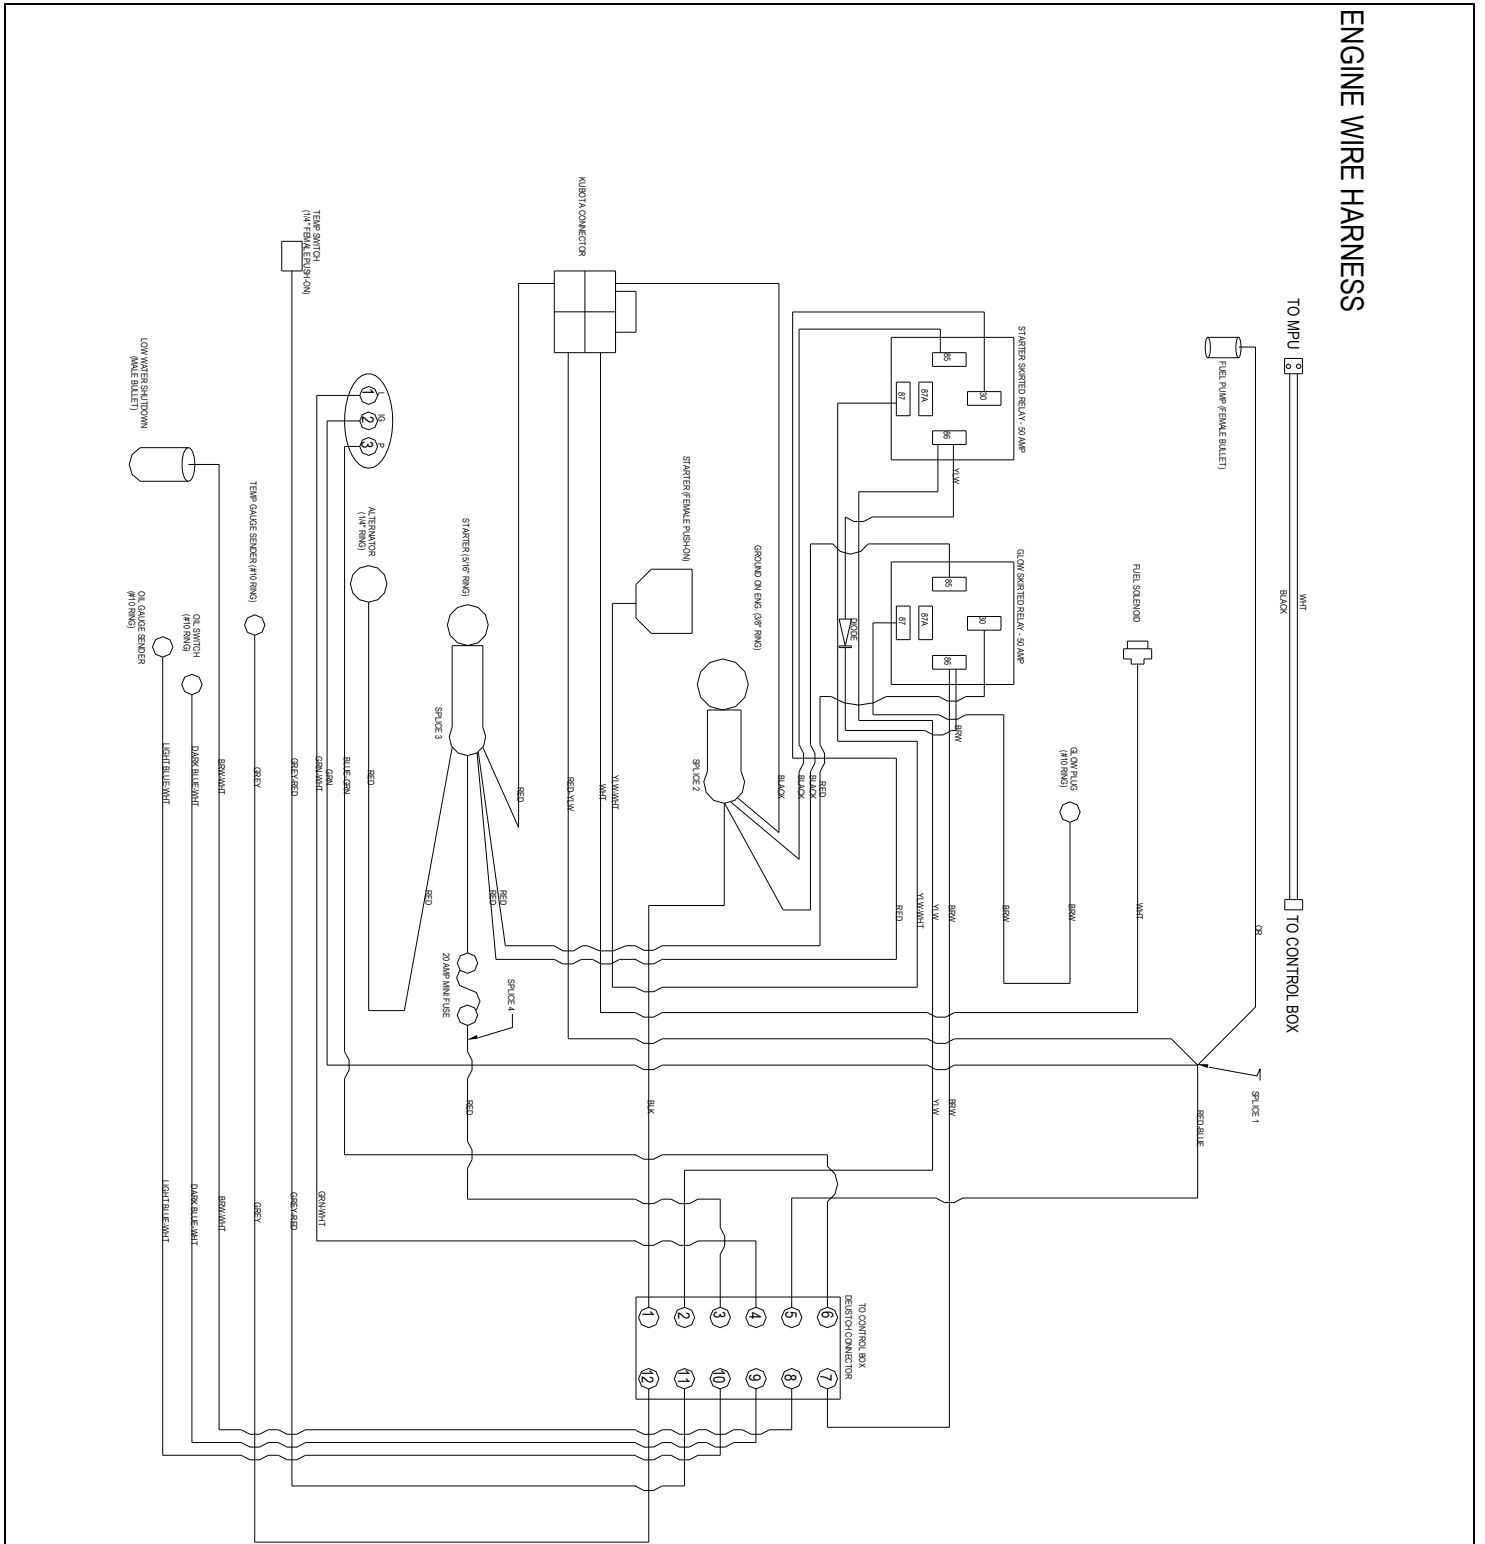 ENGINE WIRE HARNESS
TO MPU
WHT
BLACK
TO CONTROL BOX
FUEL PUMP (FEMALE BULLET)
OR
SPLICE 1
RED-BLUE
FUEL SOLENOID
WHT
GLOW PLUG
(#10 RING)
BRW
BRW
STARTER SKIRTED RELAY - 50 AMP
85
30
87A
87
86
YLW
GLOW SKIRTED RELAY - 50 AMP
85
30
87A
87
86
BRW
DIODE
BRW
YLW
YLW-WHT
RED
BRW
YLW
GROUND ON ENG. (3/8" RING)
SPLICE 2
RED
BLACK
BLACK
BLACK
STARTER (FEMALE PUSH-ON)
YLW-WHT
WHT
RED-YLW
BLK
KUBOTA CONNECTOR
RED
STARTER (5/16" RING)
SPLICE 3
RED
RED
RED
20 AMP MINI FUSE
SPLICE 4
RED
ALTERNATOR
(1/4" RING)
RED
L
IG
P
1
2
3
BLUE-GRN
GRN
GRN-WHT
GRN-WHT
TEMP SWITCH
(1/4" FEMALE PUSH-ON)
GREY-RED
GREY-RED
TEMP GAUGE SENDER (#10 RING)
GREY
GREY
LOW WATER SHUTDOWN
(MALE BULLET)
BRW-WHT
BRW-WHT
OIL SWITCH
(#10 RING)
DARK BLUE-WHT
DARK BLUE-WHT
OIL GAUGE SENDER
(#10 RING)
LIGHT BLUE-WHT
LIGHT BLUE-WHT
TO CONTROL BOX
DEUSTCH CONNECTOR
6
5
4
3
2
1
7
8
9
10
11
12